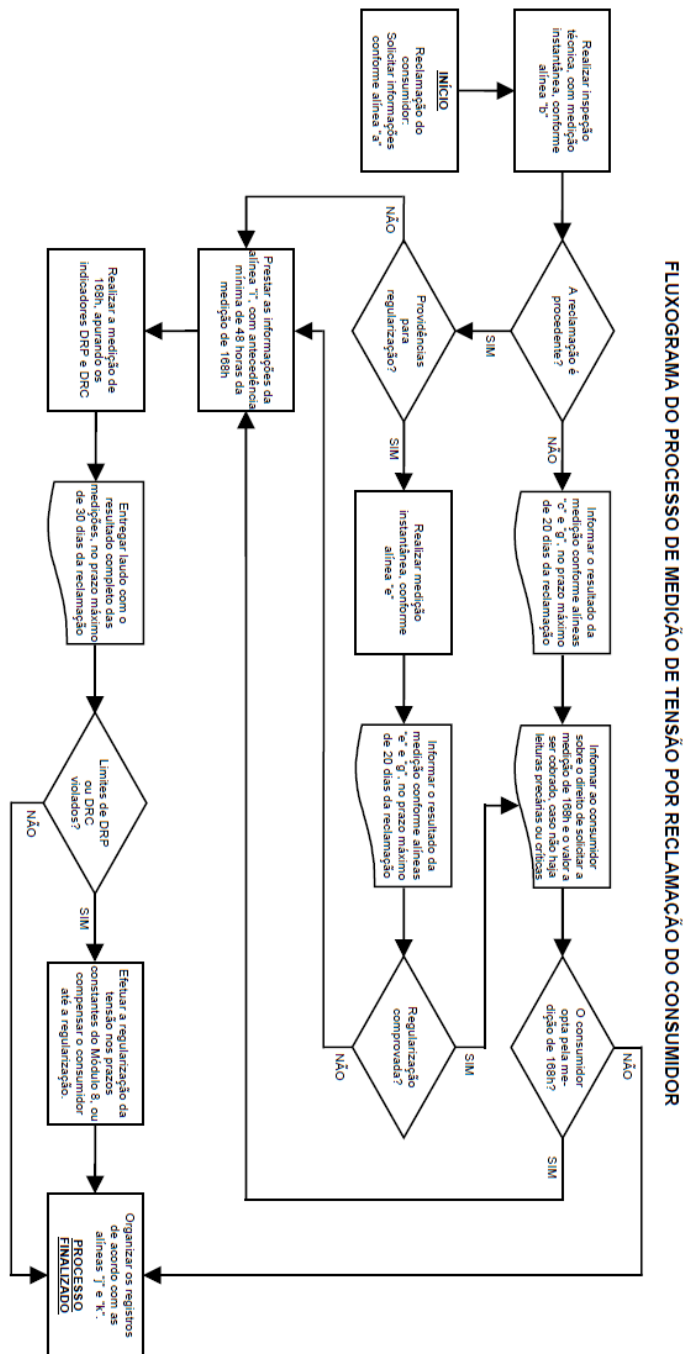 FLUXOGRAMA DO PROCESSO DE MEDIÇÃO DE TENSÃO POR RECLAMAÇÃO DO CONSUMIDOR
Realizar inspeção
técnica, com medição
instantânea, conforme
alínea "b"
A reclamação é
procedente?
NÃO
SIM
Informar o resultado da
medição conforme alíneas
"c" e "g", no prazo máximo
de 20 dias da reclamação
Informar ao consumidor
sobre o direito de solicitar a
medição de 168h e o valor a
ser cobrado, caso não haja
leituras precárias ou críticas
O consumidor
opta pela me-
dição de 168h?
NÃO
SIM
INÍCIO
Reclamação do
consumidor:
Solicitar informações
conforme alínea "a"
Providências
para
regularização?
NÃO
SIM
Realizar medição
instantânea, conforme
alínea "e"
Informar o resultado da
medição conforme alíneas
"e" e "g", no prazo máximo
de 20 dias da reclamação
Regularização
comprovada?
SIM
NÃO
Prestar as informações da
alínea "i", com antecedência
mínima de 48 horas da
medição de 168h
Realizar a medição de
168h, apurando os
indicadores DRP e DRC
Entregar laudo com o
resultado completo das
medições, no prazo máximo
de 30 dias da reclamação
Limites de DRP
ou DRC
violados?
NÃO
SIM
Efetuar a regularização da
tensão nos prazos
constantes do Módulo 8, ou
compensar o consumidor
até a regularização.
Organizar os registros
de acordo com as
alíneas "j" e "k".
PROCESSO
FINALIZADO